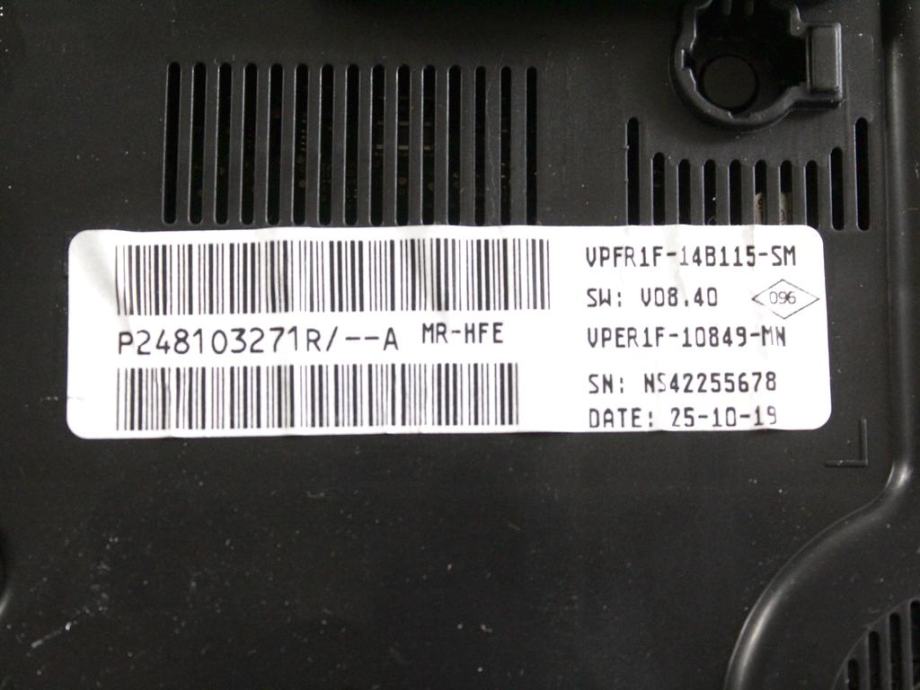 P248103271R/--A MR-HFE
VPFR1F-14B115-SM
SW: V08.40 096
VPER1F-10849-MN
SN: NS42255678
DATE: 25-10-19